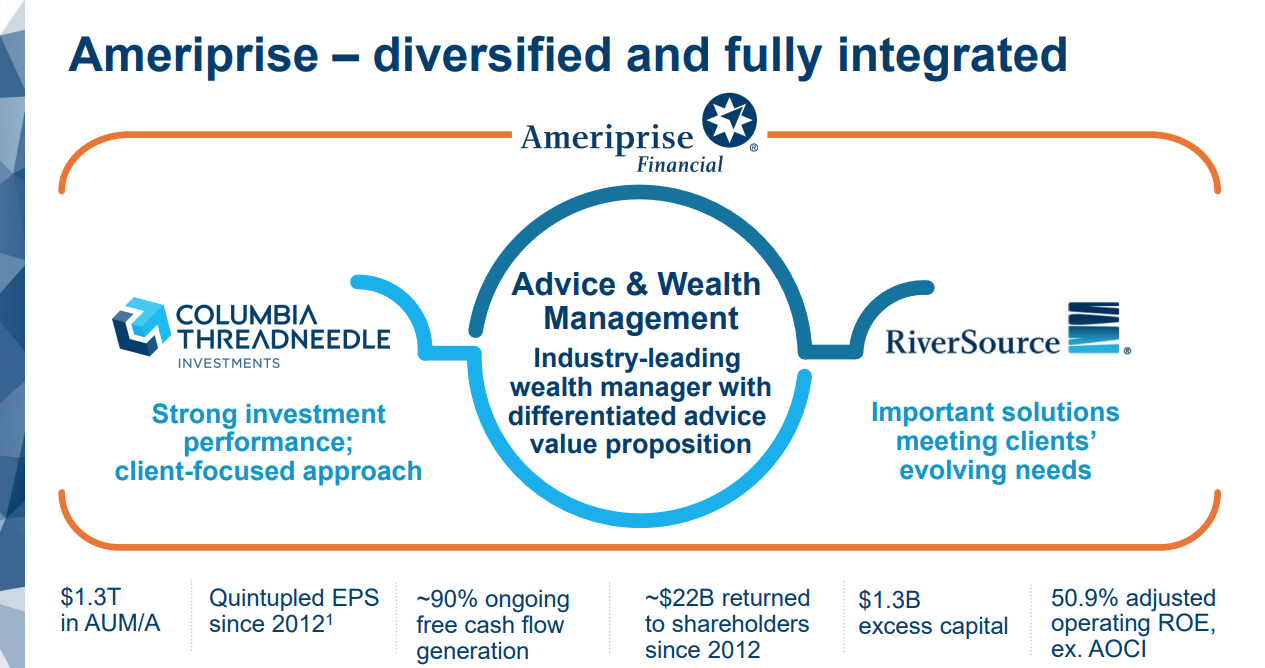 Ameriprise – diversified and fully integrated
Ameriprise
Financial
®
COLUMBIA
THREADNEEDLE
INVESTMENTS
Strong investment
performance;
client-focused approach
Advice & Wealth
Management
Industry-leading
wealth manager with
differentiated advice
value proposition
RiverSource
®
Important solutions
meeting clients’
evolving needs
$1.3T
in AUM/A
Quintupled EPS
since 2012¹
~90% ongoing
free cash flow
generation
~$22B returned
to shareholders
since 2012
$1.3B
excess capital
50.9% adjusted
operating ROE,
ex. AOCI